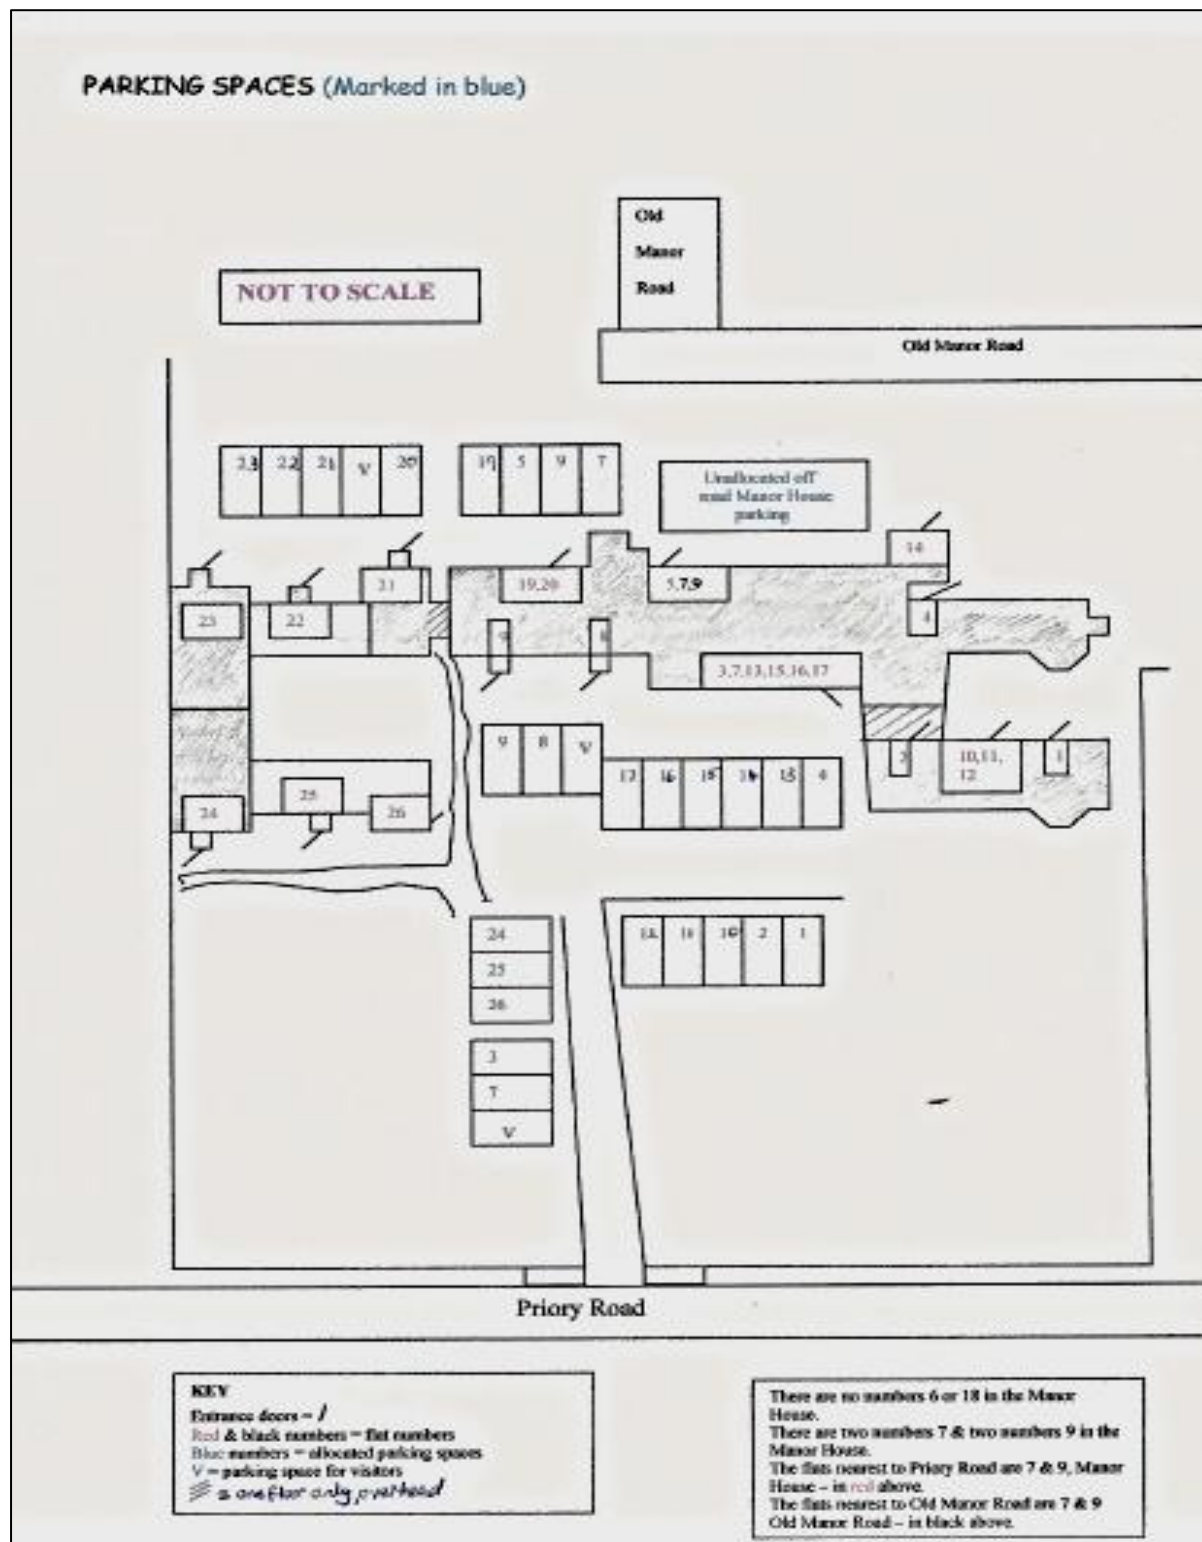 PARKING SPACES (Marked in blue)
Old
Manor
Road
NOT TO SCALE
Old Manor Road
23 22 21 V 20
19 5 9 7
Unallocated off
road Manor House
parking
14
21
19,20
5,7,9
23
22
9
8
4
3,7,13,15,16,17
9 8 V
17 16 15 14 13 4
2
10,11,
12
1
25
24
26
24
25
26
12 11 10 2 1
3
7
V
Priory Road
KEY
Entrance doors = /
Red & black numbers = flat numbers
Blue numbers = allocated parking spaces
V = parking space for visitors
= one floor only overhead
There are no numbers 6 or 18 in the Manor
House.
There are two numbers 7 & two numbers 9 in the
Manor House.
The flats nearest to Priory Road are 7 & 9, Manor
House – in red above.
The flats nearest to Old Manor Road are 7 & 9
Old Manor Road – in black above.